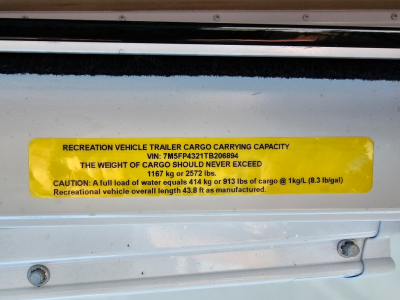 RECREATION VEHICLE TRAILER CARGO CARRYING CAPACITY
VIN: 7M5FP4321TB206894
THE WEIGHT OF CARGO SHOULD NEVER EXCEED
1167 kg or 2572 lbs.
CAUTION: A full load of water equals 414 kg or 913 lbs of cargo @ 1kg/L (8.3 lb/gal)
Recreational vehicle overall length 43.8 ft as manufactured.